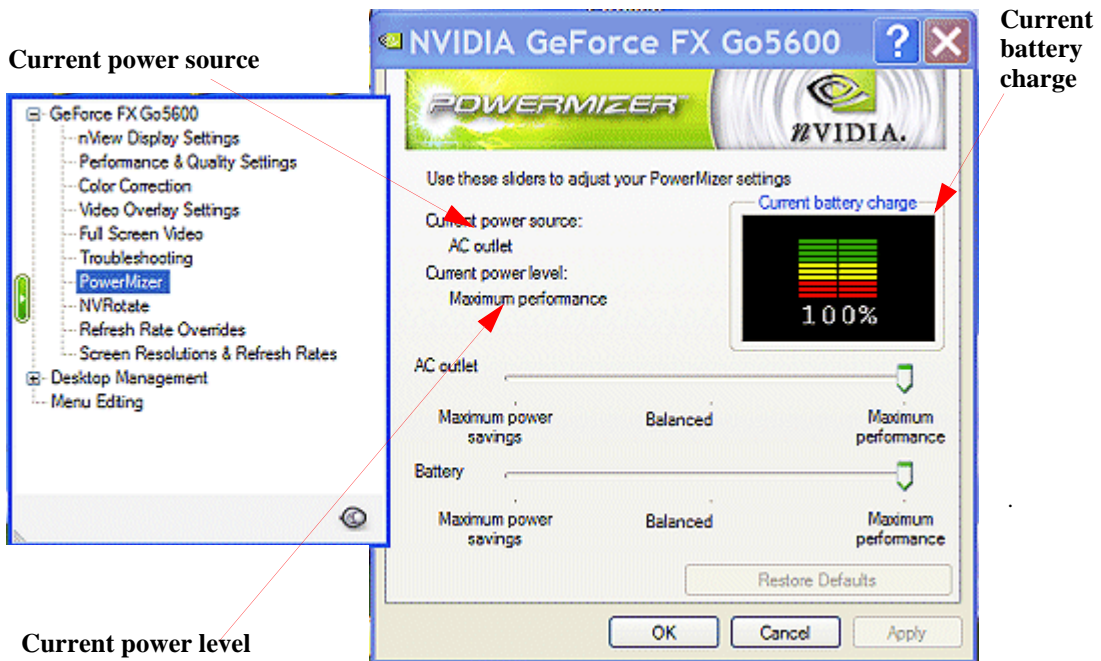 Current power source
Current
battery
charge
NVIDIA GeForce FX Go5600
POWERMIZER
nVIDIA.
GeForce FX Go5600
nView Display Settings
Performance & Quality Settings
Color Correction
Video Overlay Settings
Full Screen Video
Troubleshooting
PowerMizer
NVRotate
Refresh Rate Overrides
Screen Resolutions & Refresh Rates
Desktop Management
Menu Editing
Use these sliders to adjust your PowerMizer settings
Current power source:
AC outlet
Current power level:
Maximum performance
Current battery charge
100%
AC outlet
Maximum power
savings
Balanced
Maximum
performance
Battery
Maximum power
savings
Balanced
Maximum
performance
Restore Defaults
OK
Cancel
Apply
Current power level